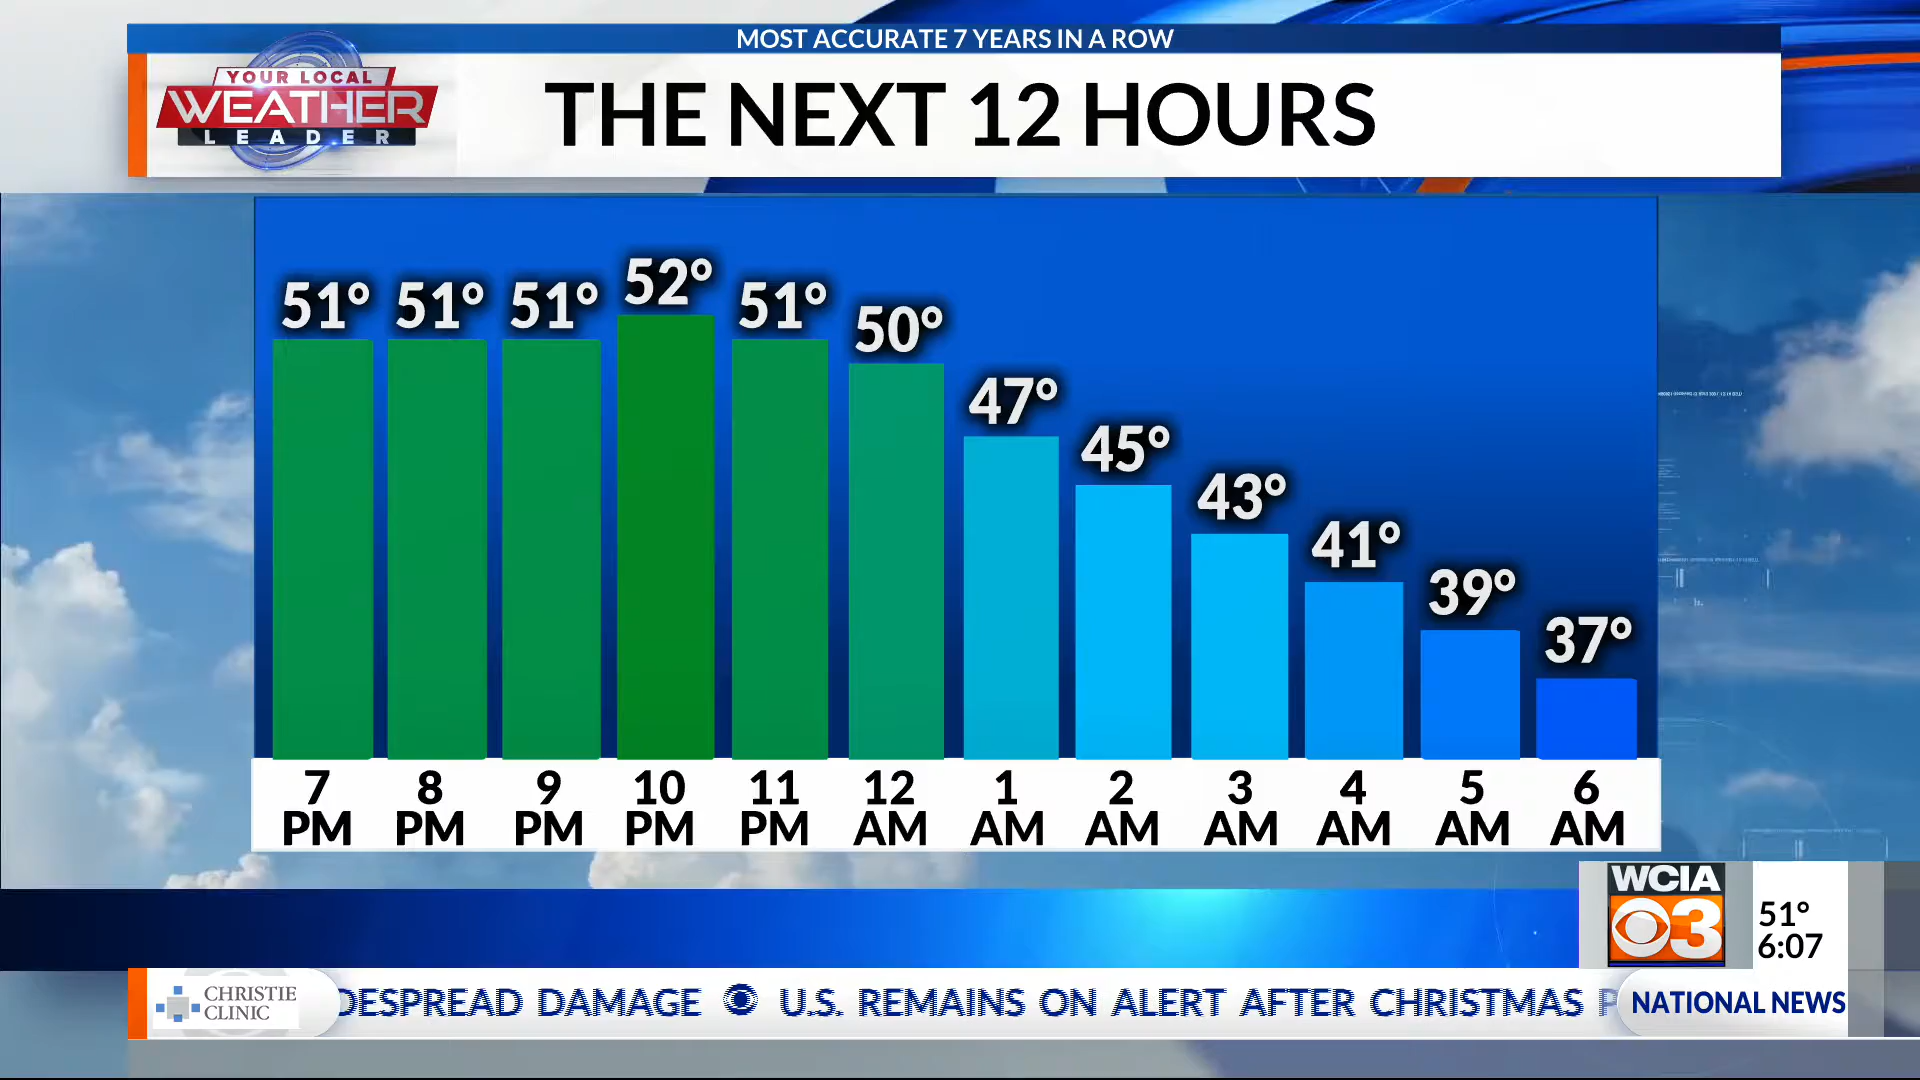 MOST ACCURATE 7 YEARS IN A ROW
YOUR LOCAL
WEATHER
LEADER
THE NEXT 12 HOURS
51° 51° 51° 52° 51° 50° 47° 45° 43° 41° 39° 37°
7 PM 8 PM 9 PM 10 PM 11 PM 12 AM 1 AM 2 AM 3 AM 4 AM 5 AM 6 AM
WCIA
3
51°
6:07
CHRISTIE
CLINIC
DESPREAD DAMAGE U.S. REMAINS ON ALERT AFTER CHRISTMAS
NATIONAL NEWS